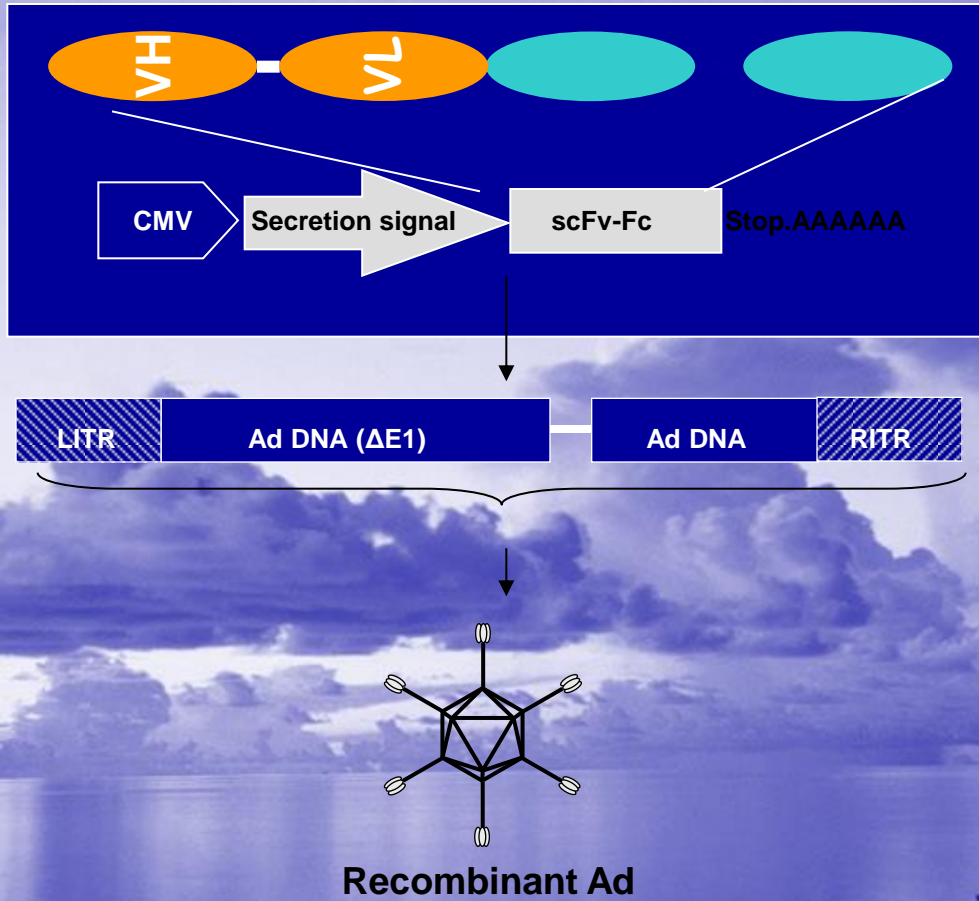 VH VL
CMV Secretion signal scFv-Fc Stop.AAAAAA
LITR Ad DNA (ΔE1) Ad DNA RITR
Recombinant Ad